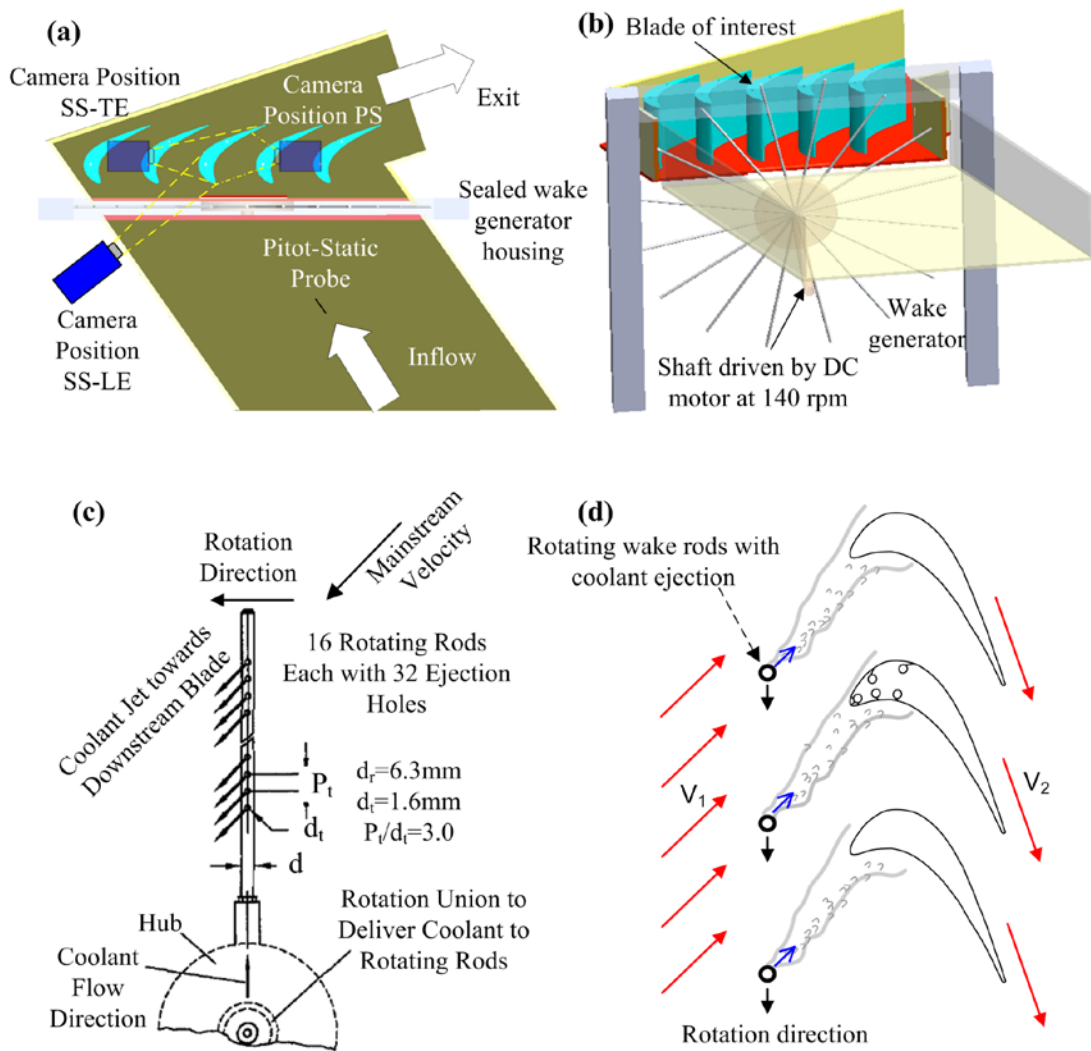 (a)
Camera Position
SS-TE
Camera
Position PS
Exit
Sealed wake
generator
housing
Pitot-Static
Probe
Camera
Position
SS-LE
Inflow
(b)
Blade of interest
Wake
generator
Shaft driven by DC
motor at 140 rpm
(c)
Rotation
Direction
Mainstream
Velocity
Coolant Jet towards
Downstream Blade
16 Rotating Rods
Each with 32 Ejection
Holes
Pt
dr=6.3mm
dt=1.6mm
Pt/dt=3.0
dt
d
Hub
Rotation Union to
Deliver Coolant to
Rotating Rods
Coolant
Flow
Direction
(d)
Rotating wake rods with
coolant ejection
V1
V2
Rotation direction